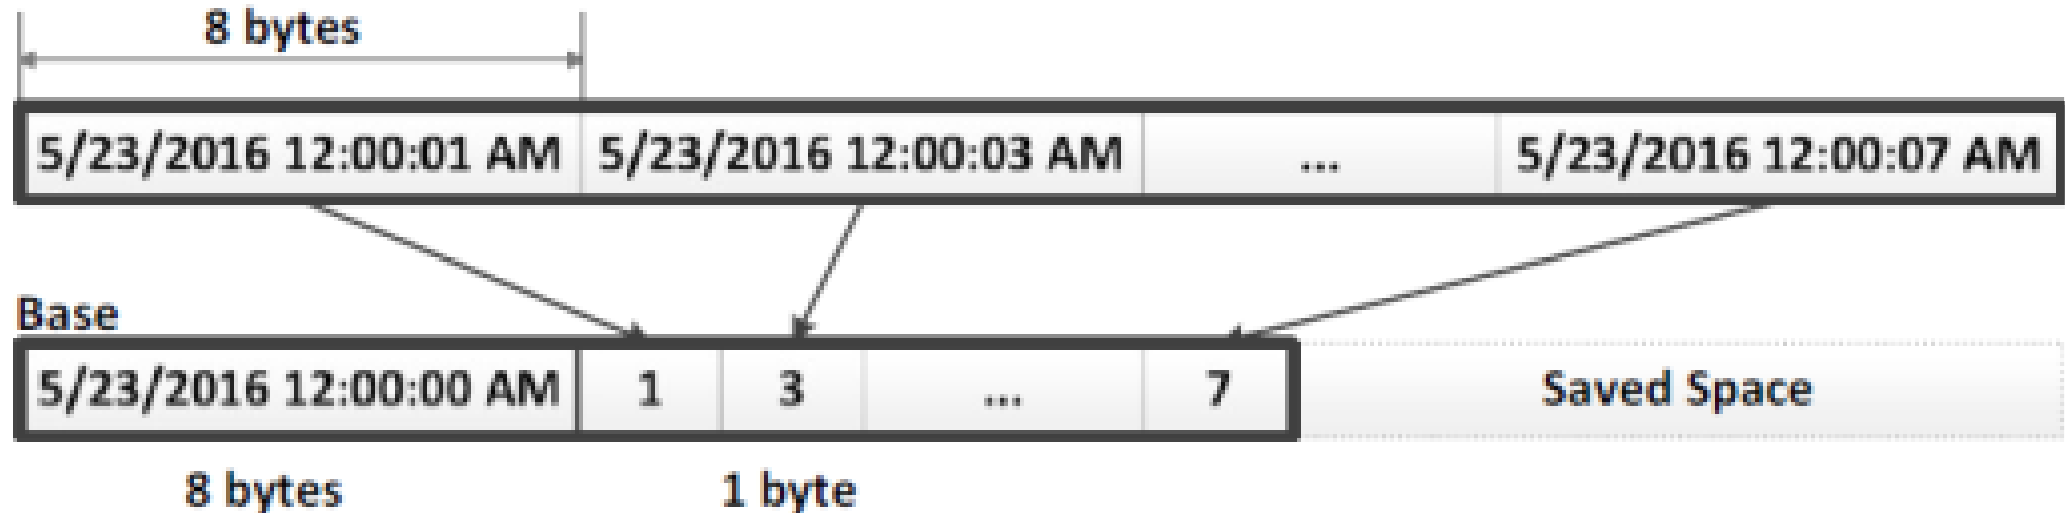 8 bytes
5/23/2016 12:00:01 AM 5/23/2016 12:00:03 AM ... 5/23/2016 12:00:07 AM
Base
5/23/2016 12:00:00 AM 1 3 ... 7 Saved Space
8 bytes 1 byte